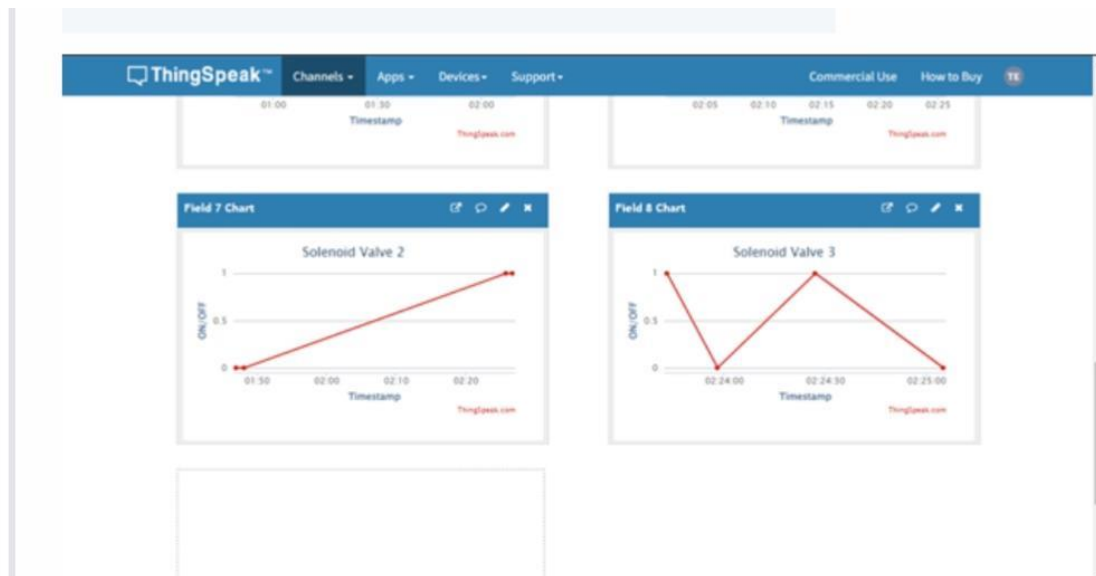 ThingSpeak™ Channels Apps Devices Support Commercial Use How to Buy TE
01:00 01:30 02:00
Timestamp
ThingSpeak.com
02:05 02:10 02:15 02:20 02:25
Timestamp
ThingSpeak.com
Field 7 Chart
Solenoid Valve 2
ON/OFF
1
0.5
0
01:50 02:00 02:10 02:20
Timestamp
ThingSpeak.com
Field 8 Chart
Solenoid Valve 3
ON/OFF
1
0.5
0
02:24:00 02:24:30 02:25:00
Timestamp
ThingSpeak.com